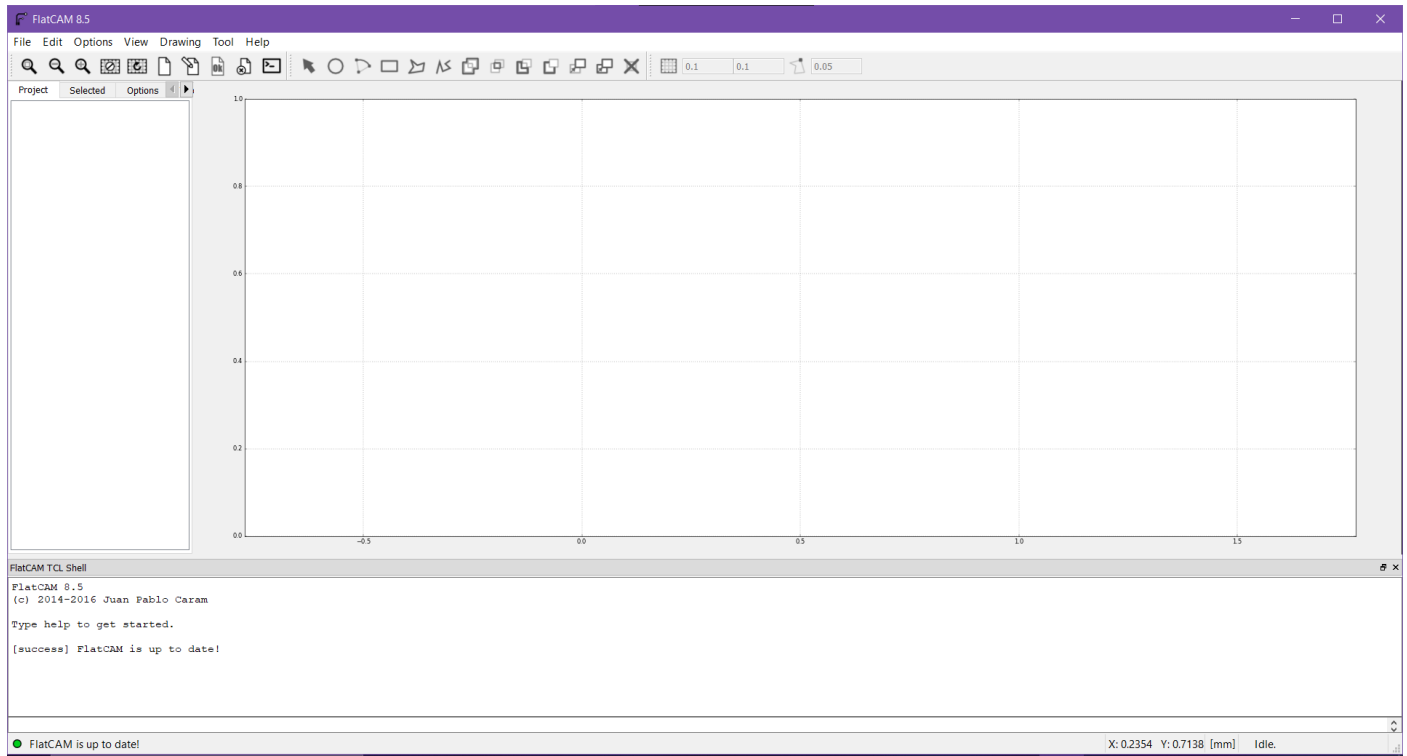 FlatCAM 8.5
File Edit Options View Drawing Tool Help
0.1 0.1 0.05
Project Selected Options
1.0
0.8
0.6
0.4
0.2
0.0
−0.5 0.0 0.5 1.0 1.5
FlatCAM TCL Shell
FlatCAM 8.5
(c) 2014-2016 Juan Pablo Caram
Type help to get started.
[success] FlatCAM is up to date!
FlatCAM is up to date! X: 0.2354 Y: 0.7138 [mm] Idle.